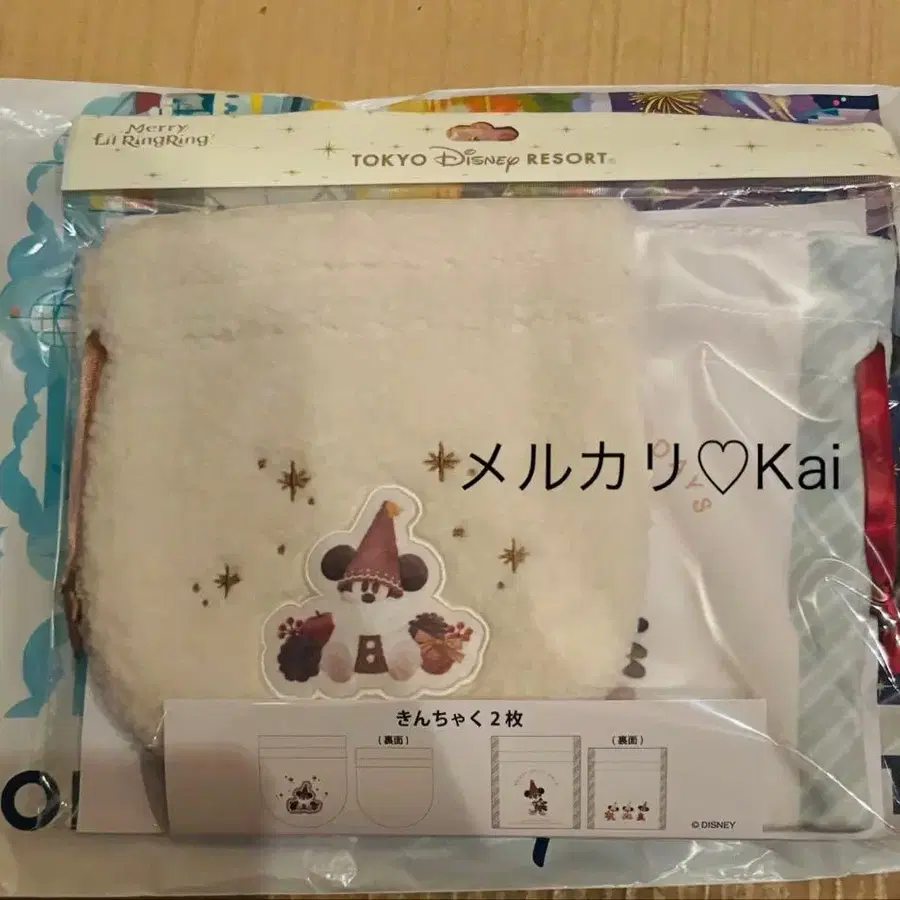 Merry
Lil' RingRing
TOKYO Disney RESORT®
メルカリ♡Kai
きんちゃく2枚
(裏面)
(裏面)
© DISNEY